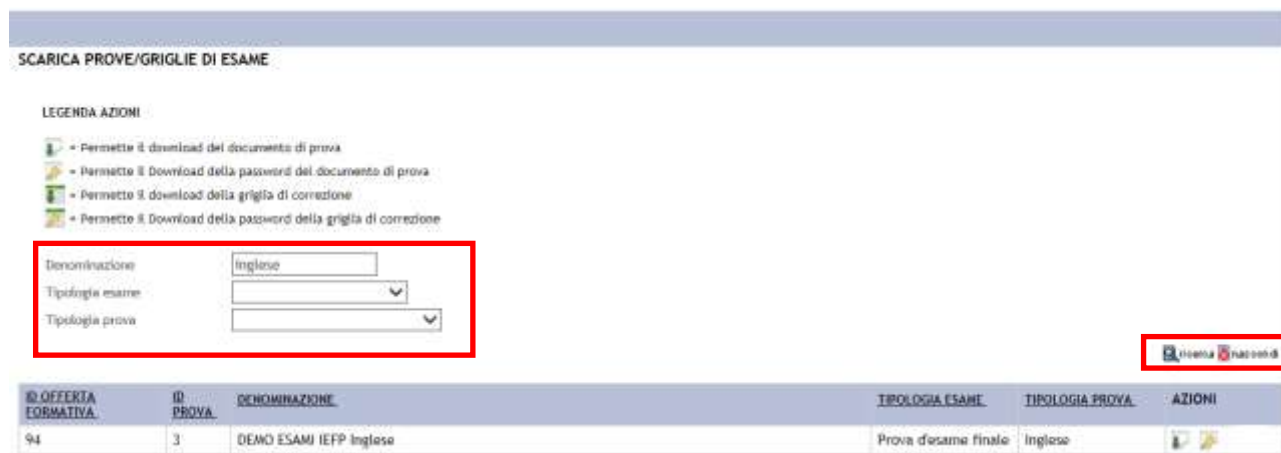 SCARICA PROVE/GRIGLIE DI ESAME
LEGENDA AZIONI
= Permette il download del documento di prova
= Permette il Download della password del documento di prova
= Permette il download della griglia di correzione
= Permette il Download della password della griglia di correzione
Denominazione Inglese
Tipologia esame
Tipologia prova
ricerca nascondi
ID OFFERTA FORMATIVA ID PROVA DENOMINAZIONE TIPOLOGIA ESAME TIPOLOGIA PROVA AZIONI
94 3 DEMO ESAMI IEFP Inglese Prova d'esame finale Inglese